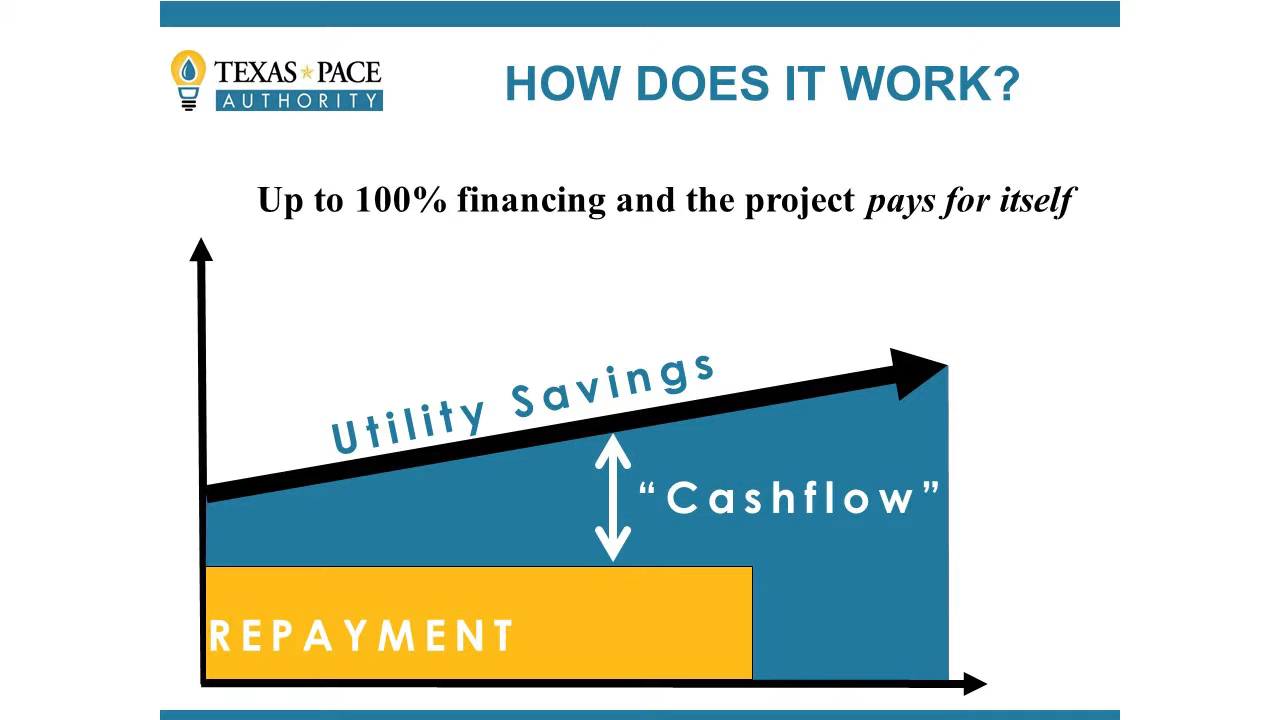 TEXAS PACE
AUTHORITY
HOW DOES IT WORK?
Up to 100% financing and the project pays for itself
Utility Savings
“Cashflow”
REPAYMENT